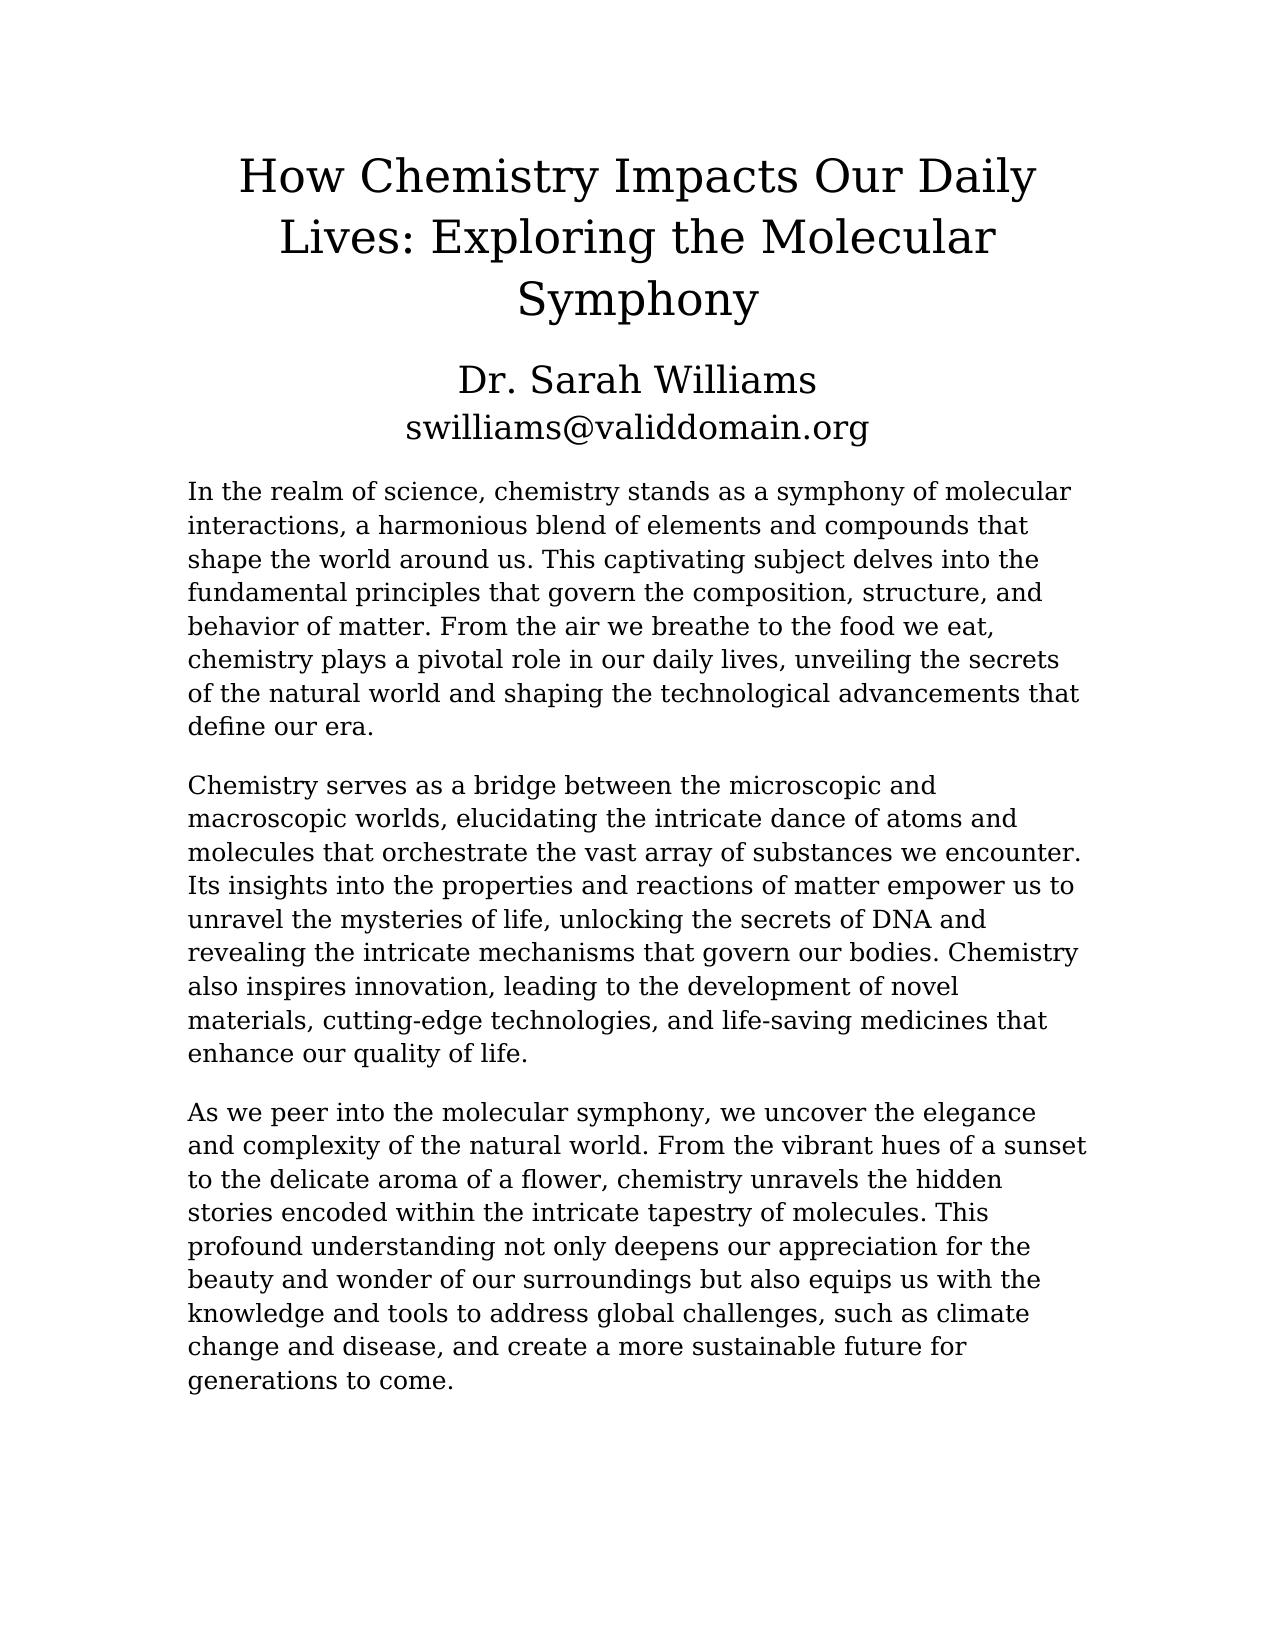 How Chemistry Impacts Our Daily
Lives: Exploring the Molecular
Symphony
Dr. Sarah Williams
swilliams@validdomain.org
In the realm of science, chemistry stands as a symphony of molecular
interactions, a harmonious blend of elements and compounds that
shape the world around us. This captivating subject delves into the
fundamental principles that govern the composition, structure, and
behavior of matter. From the air we breathe to the food we eat,
chemistry plays a pivotal role in our daily lives, unveiling the secrets
of the natural world and shaping the technological advancements that
define our era.
Chemistry serves as a bridge between the microscopic and
macroscopic worlds, elucidating the intricate dance of atoms and
molecules that orchestrate the vast array of substances we encounter.
Its insights into the properties and reactions of matter empower us to
unravel the mysteries of life, unlocking the secrets of DNA and
revealing the intricate mechanisms that govern our bodies. Chemistry
also inspires innovation, leading to the development of novel
materials, cutting-edge technologies, and life-saving medicines that
enhance our quality of life.
As we peer into the molecular symphony, we uncover the elegance
and complexity of the natural world. From the vibrant hues of a sunset
to the delicate aroma of a flower, chemistry unravels the hidden
stories encoded within the intricate tapestry of molecules. This
profound understanding not only deepens our appreciation for the
beauty and wonder of our surroundings but also equips us with the
knowledge and tools to address global challenges, such as climate
change and disease, and create a more sustainable future for
generations to come.